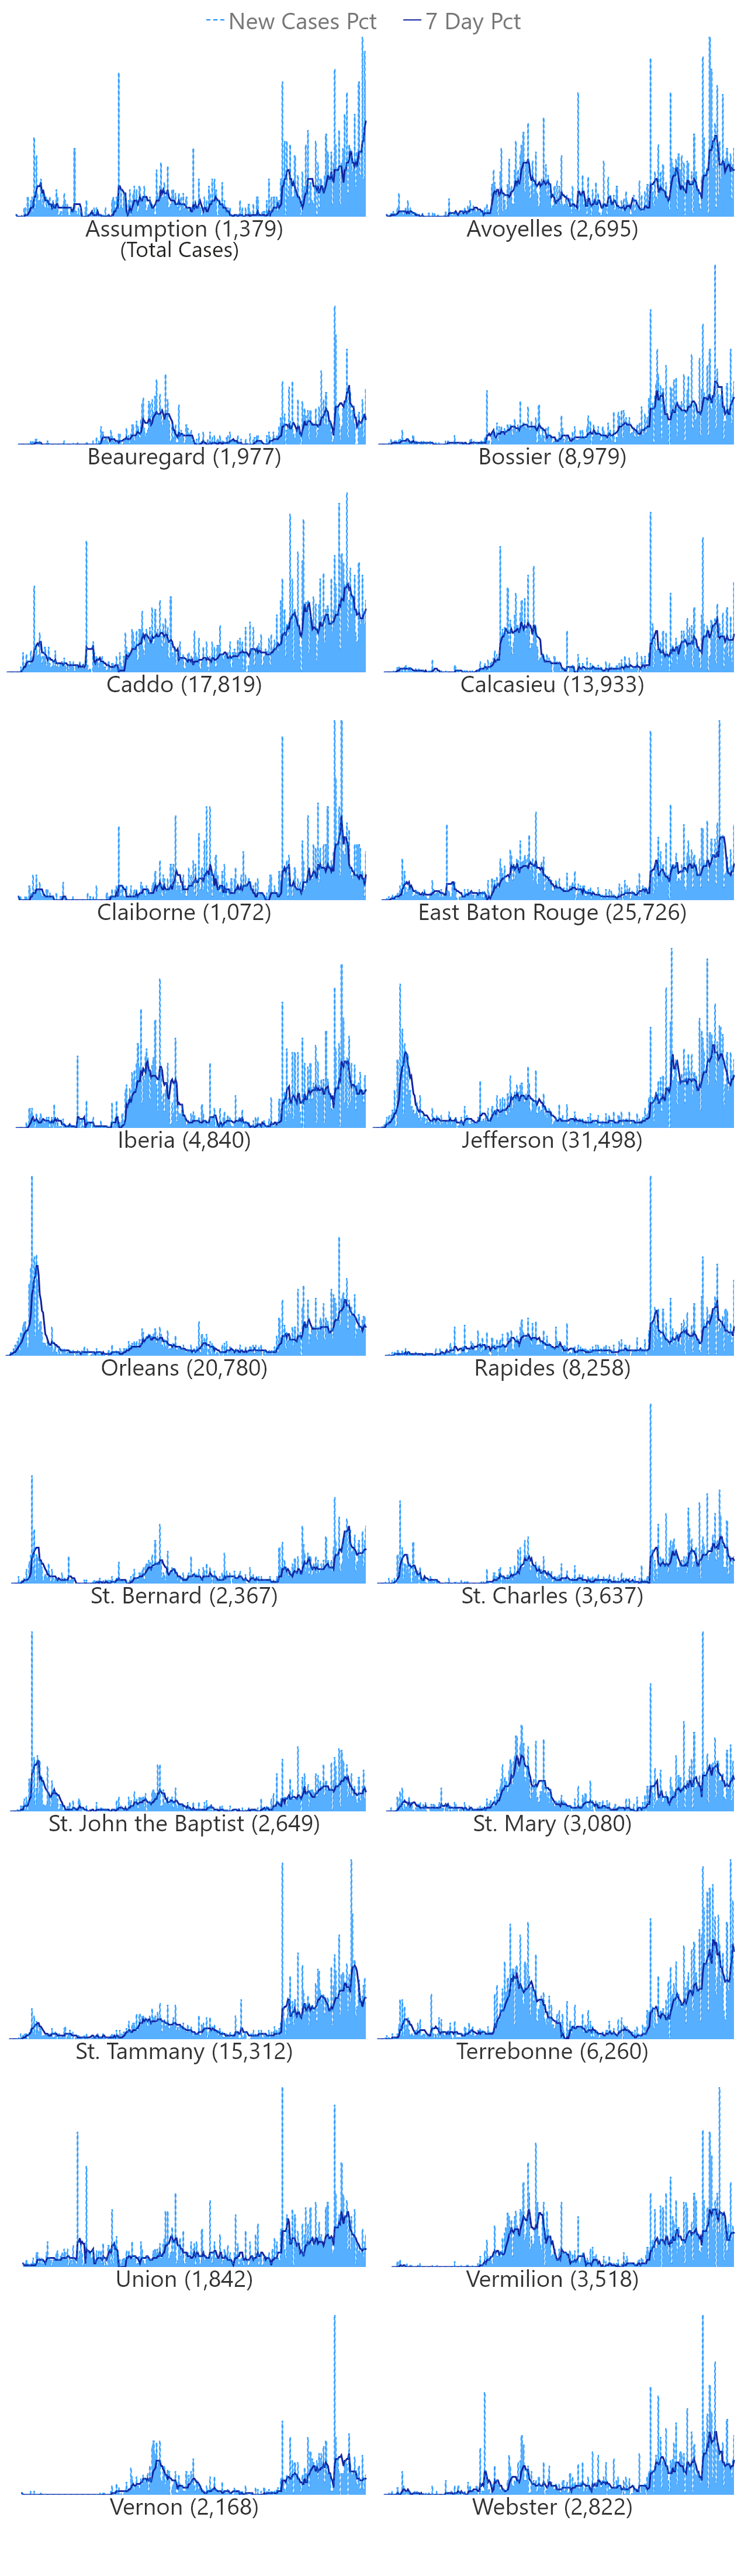 New Cases Pct 7 Day Pct
Assumption (1,379) Avoyelles (2,695)
(Total Cases)
Beauregard (1,977) Bossier (8,979)
Caddo (17,819) Calcasieu (13,933)
Claiborne (1,072) East Baton Rouge (25,726)
Iberia (4,840) Jefferson (31,498)
Orleans (20,780) Rapides (8,258)
St. Bernard (2,367) St. Charles (3,637)
St. John the Baptist (2,649) St. Mary (3,080)
St. Tammany (15,312) Terrebonne (6,260)
Union (1,842) Vermilion (3,518)
Vernon (2,168) Webster (2,822)